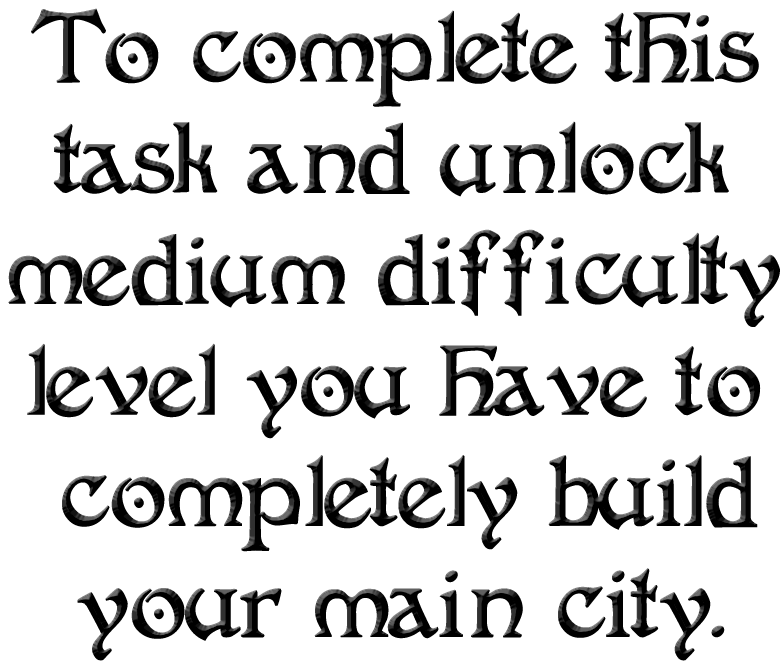 To complete this
task and unlock
medium difficulty
level you have to
completely build
your main city.